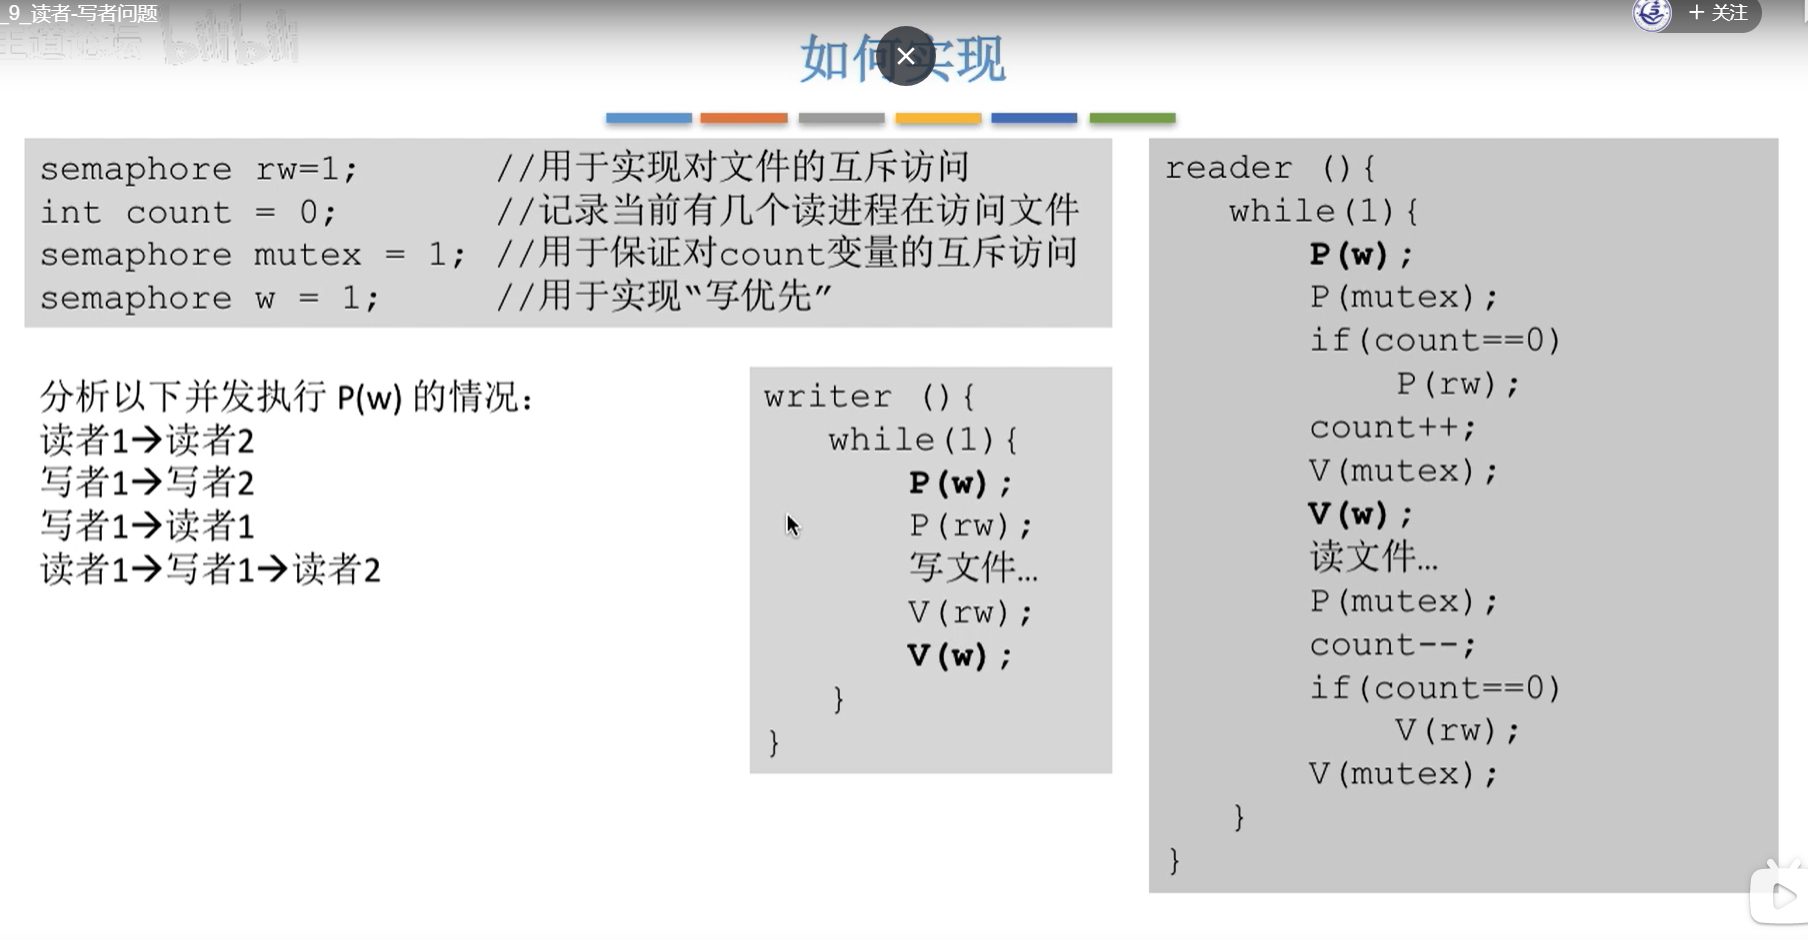 _9_读者-写者问题
+ 关注
王道论坛 bilibili
如何实现
semaphore rw=1; //用于实现对文件的互斥访问
int count = 0; //记录当前有几个读进程在访问文件
semaphore mutex = 1; //用于保证对count变量的互斥访问
semaphore w = 1; //用于实现“写优先”
分析以下并发执行 P(w) 的情况：
读者1→读者2
写者1→写者2
写者1→读者1
读者1→写者1→读者2
writer (){
while(1){
P(w);
P(rw);
写文件…
V(rw);
V(w);
}
}
reader (){
while(1){
P(w);
P(mutex);
if(count==0)
P(rw);
count++;
V(mutex);
V(w);
读文件…
P(mutex);
count--;
if(count==0)
V(rw);
V(mutex);
}
}